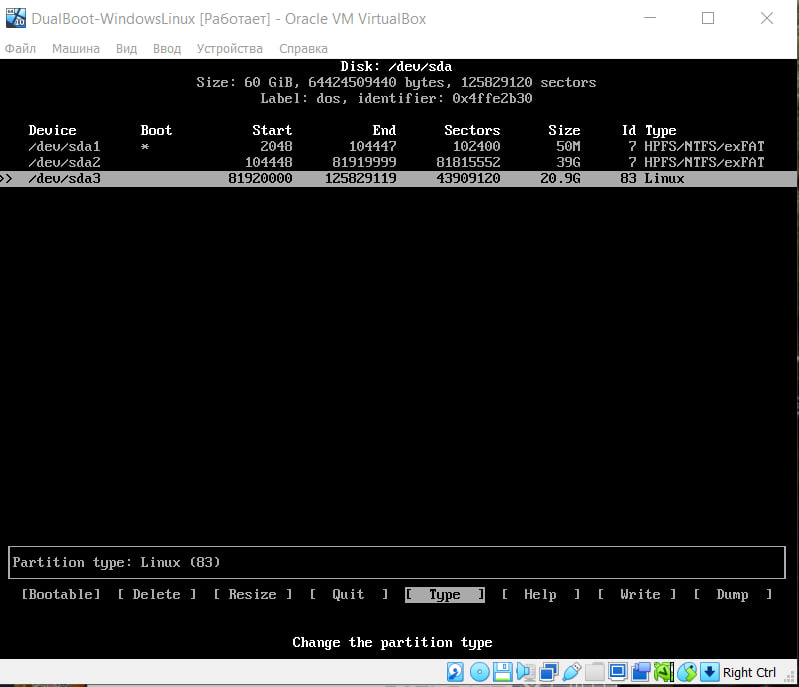 DualBoot-WindowsLinux [Работает] - Oracle VM VirtualBox
Файл Машина Вид Ввод Устройства Справка
Disk: /dev/sda
Size: 60 GiB, 64424509440 bytes, 125829120 sectors
Label: dos, identifier: 0x4ffe2b30
Device Boot Start End Sectors Size Id Type
/dev/sda1 * 2048 104447 102400 50M 7 HPFS/NTFS/exFAT
/dev/sda2 104448 81919999 81815552 39G 7 HPFS/NTFS/exFAT
>> /dev/sda3 81920000 125829119 43909120 20.9G 83 Linux
Partition type: Linux (83)
[Bootable] [ Delete ] [ Resize ] [ Quit ] [ Type ] [ Help ] [ Write ] [ Dump ]
Change the partition type
Right Ctrl